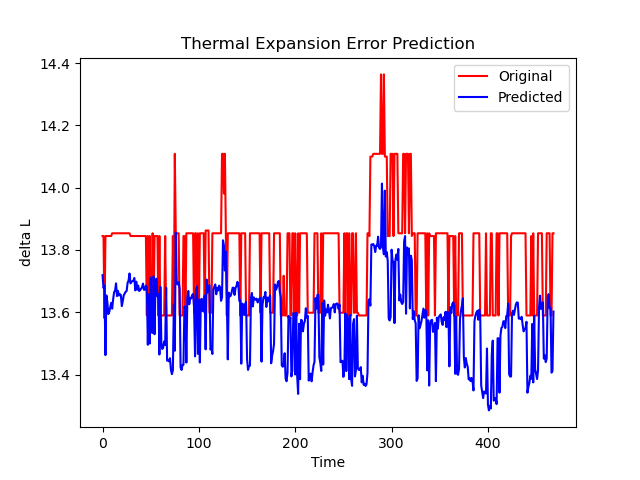 Thermal Expansion Error Prediction
Original
Predicted
14.4
14.2
14.0
13.8
13.6
13.4
delta L
0 100 200 300 400
Time